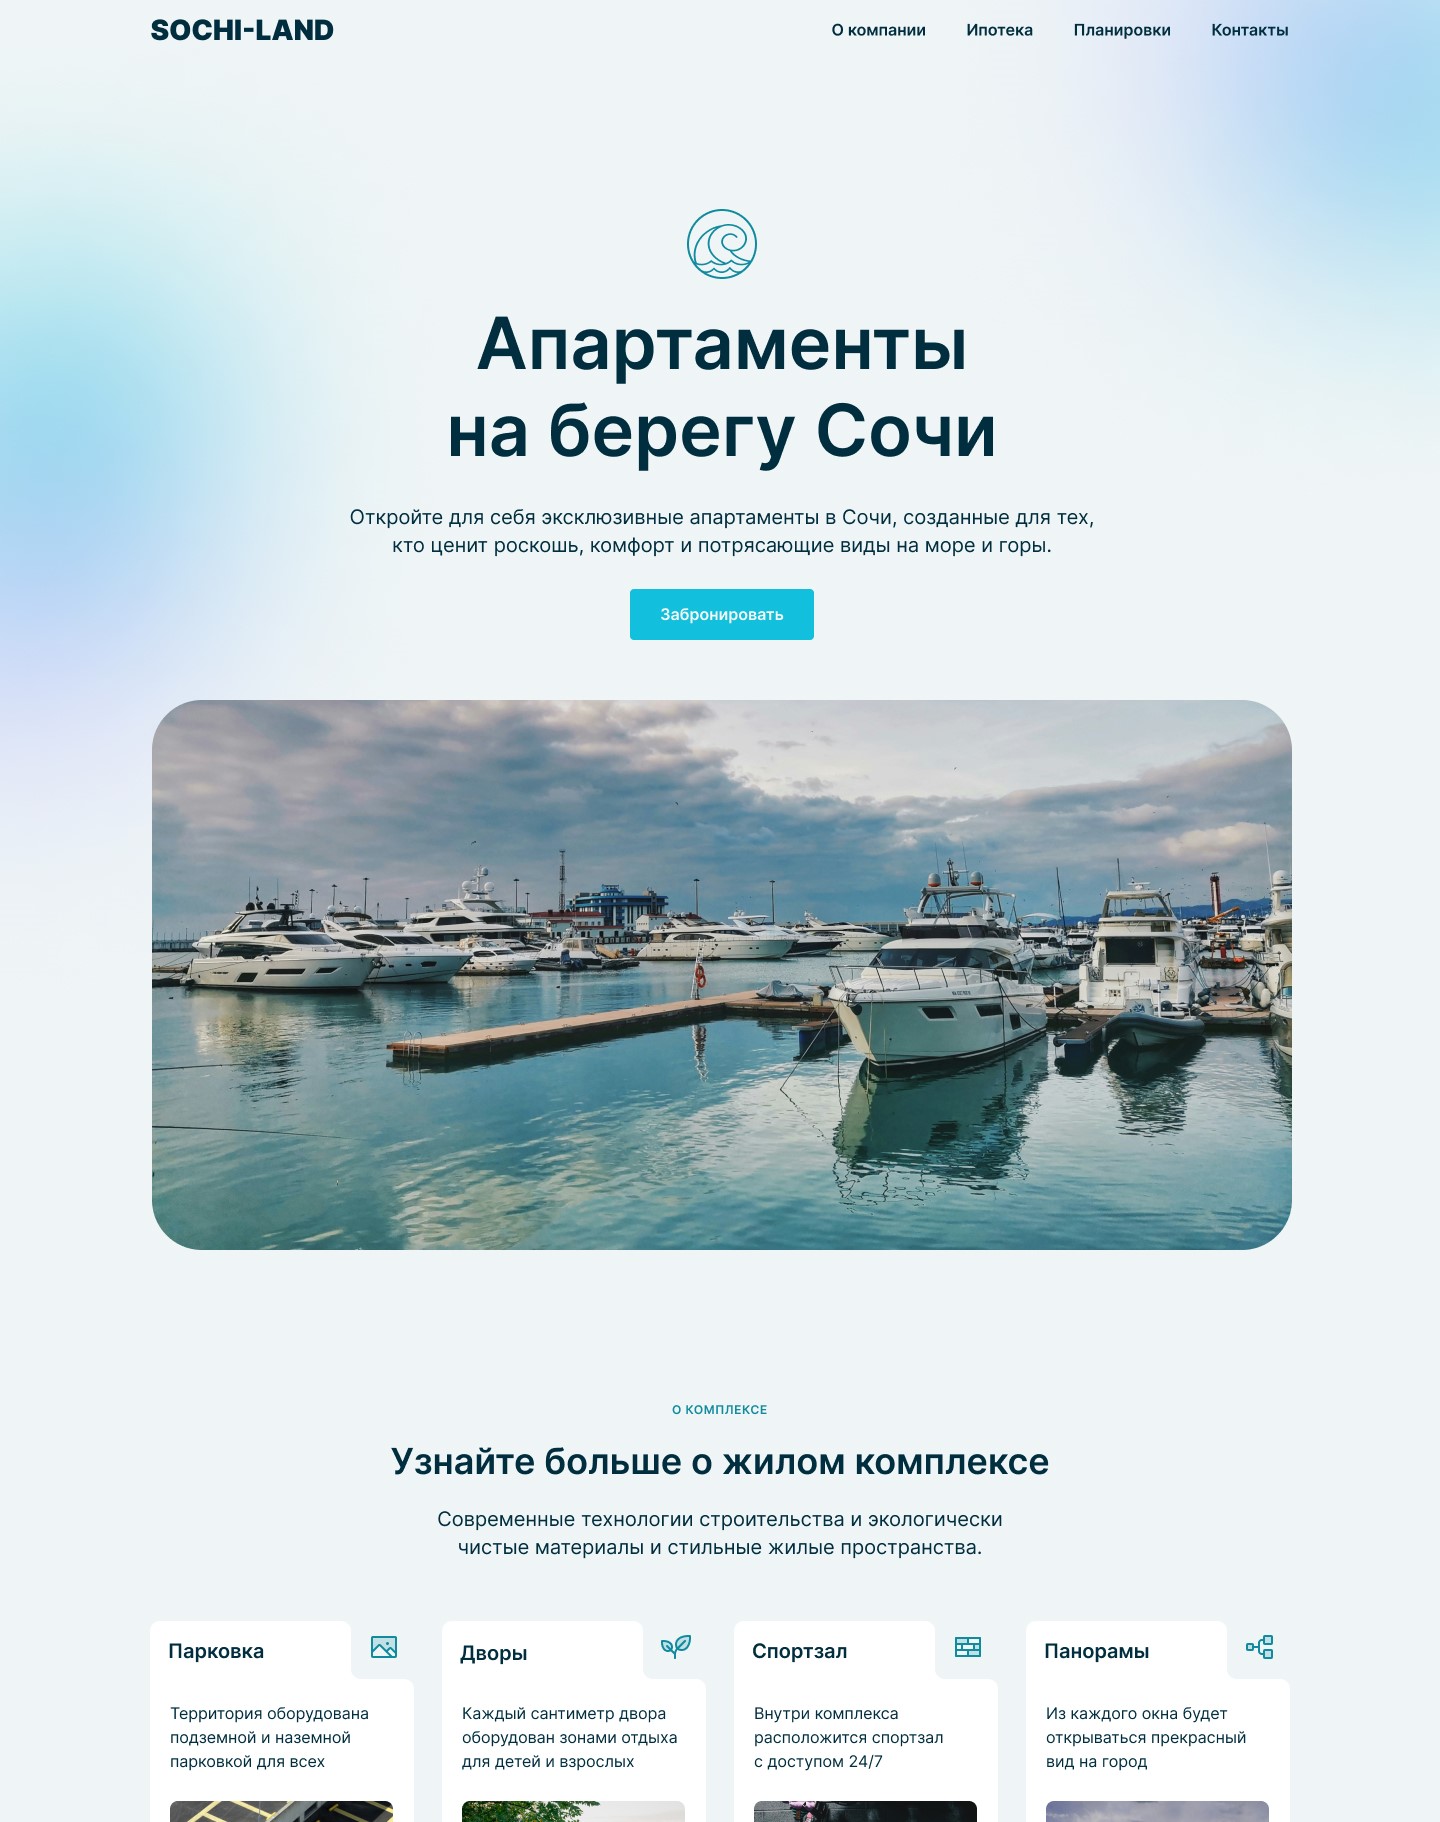 SOCHI-LAND
О компании
Ипотека
Планировки
Контакты
Апартаменты
на берегу Сочи
Откройте для себя эксклюзивные апартаменты в Сочи, созданные для тех,
кто ценит роскошь, комфорт и потрясающие виды на море и горы.
Забронировать
О КОМПЛЕКСЕ
Узнайте больше о жилом комплексе
Современные технологии строительства и экологически
чистые материалы и стильные жилые пространства.
Парковка
Территория оборудована
подземной и наземной
парковкой для всех
Дворы
Каждый сантиметр двора
оборудован зонами отдыха
для детей и взрослых
Спортзал
Внутри комплекса
расположится спортзал
с доступом 24/7
Панорамы
Из каждого окна будет
открываться прекрасный
вид на город